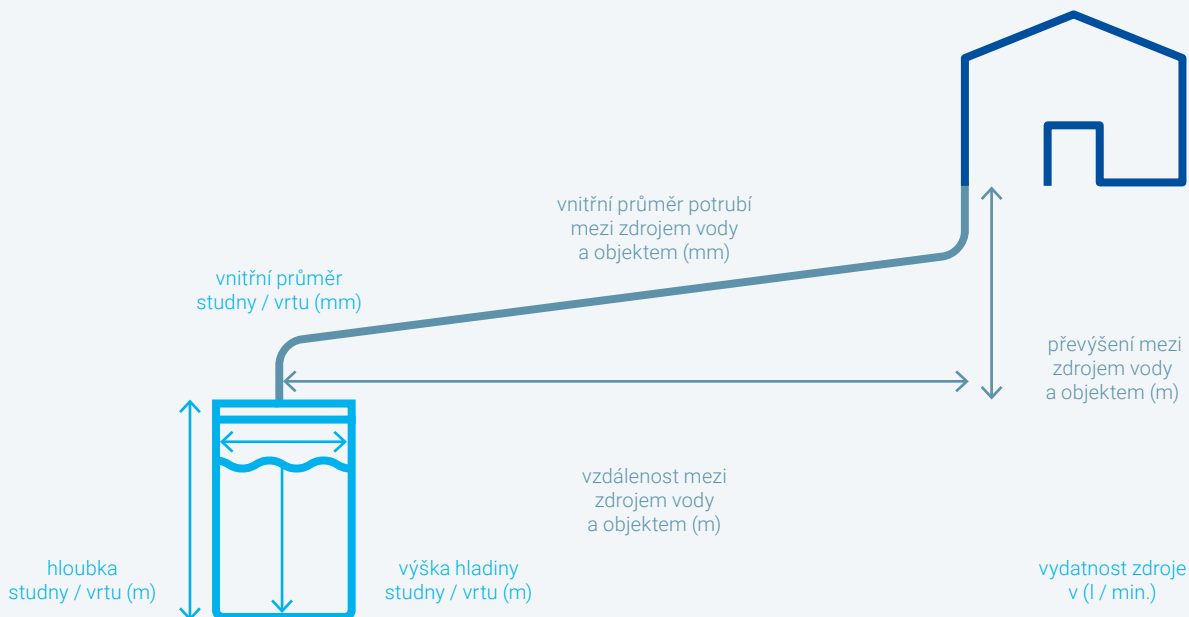 vnitřní průměr potrubí
mezi zdrojem vody
a objektem (mm)
vnitřní průměr
studny / vrtu (mm)
převýšení mezi
zdrojem vody
a objektem (m)
vzdálenost mezi
zdrojem vody
a objektem (m)
hloubka
studny / vrtu (m)
výška hladiny
studny / vrtu (m)
vydatnost zdroje
v (l / min.)